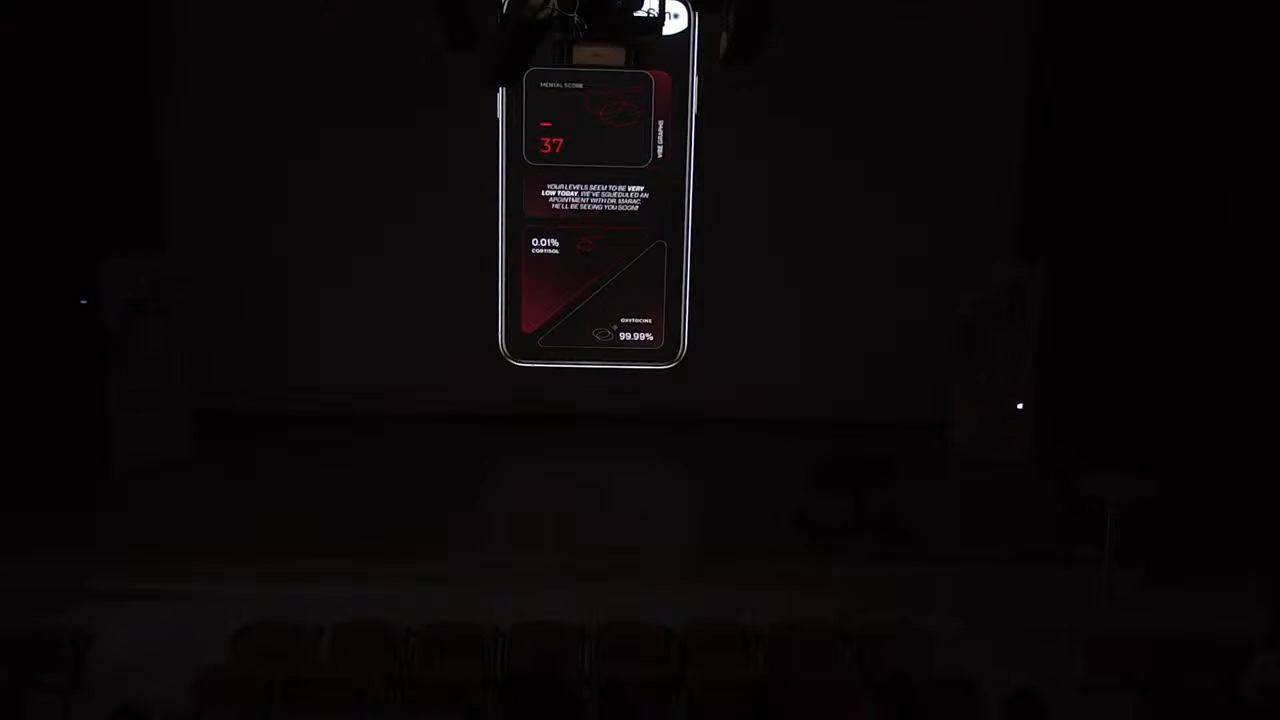 MENTAL SCORE
37
VIBE GRAPHS
YOUR LEVELS SEEM TO BE VERY
LOW TODAY. WE'VE SQUEDULED AN
APOINTMENT WITH DR. MARAC.
HE'LL BE SEEING YOU SOON!
0.01%
CORTISOL
OXYTOCINE
99.99%